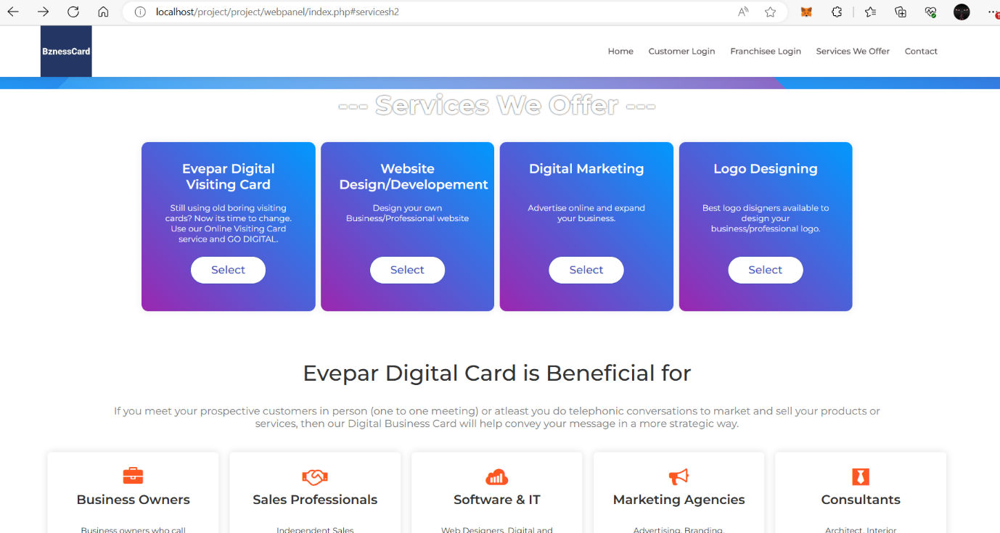 localhost/project/project/webpanel/index.php#servicesh2
BznessCard
Home
Customer Login
Franchisee Login
Services We Offer
Contact
--- Services We Offer ---
Evepar Digital
Visiting Card
Still using old boring visiting
cards? Now its time to change.
Use our Online Visiting Card
service and GO DIGITAL.
Select
Website
Design/Developement
Design your own
Business/Professional website
Select
Digital Marketing
Advertise online and expand
your business.
Select
Logo Designing
Best logo disigners available to
design your
business/professional logo.
Select
Evepar Digital Card is Beneficial for
If you meet your prospective customers in person (one to one meeting) or atleast you do telephonic conversations to market and sell your products or
services, then our Digital Business Card will help convey your message in a more strategic way.
Business Owners
Business owners who call
Sales Professionals
Independent Sales
Software & IT
Web Designers, Digital and
Marketing Agencies
Advertising, Branding,
Consultants
Architect, Interior